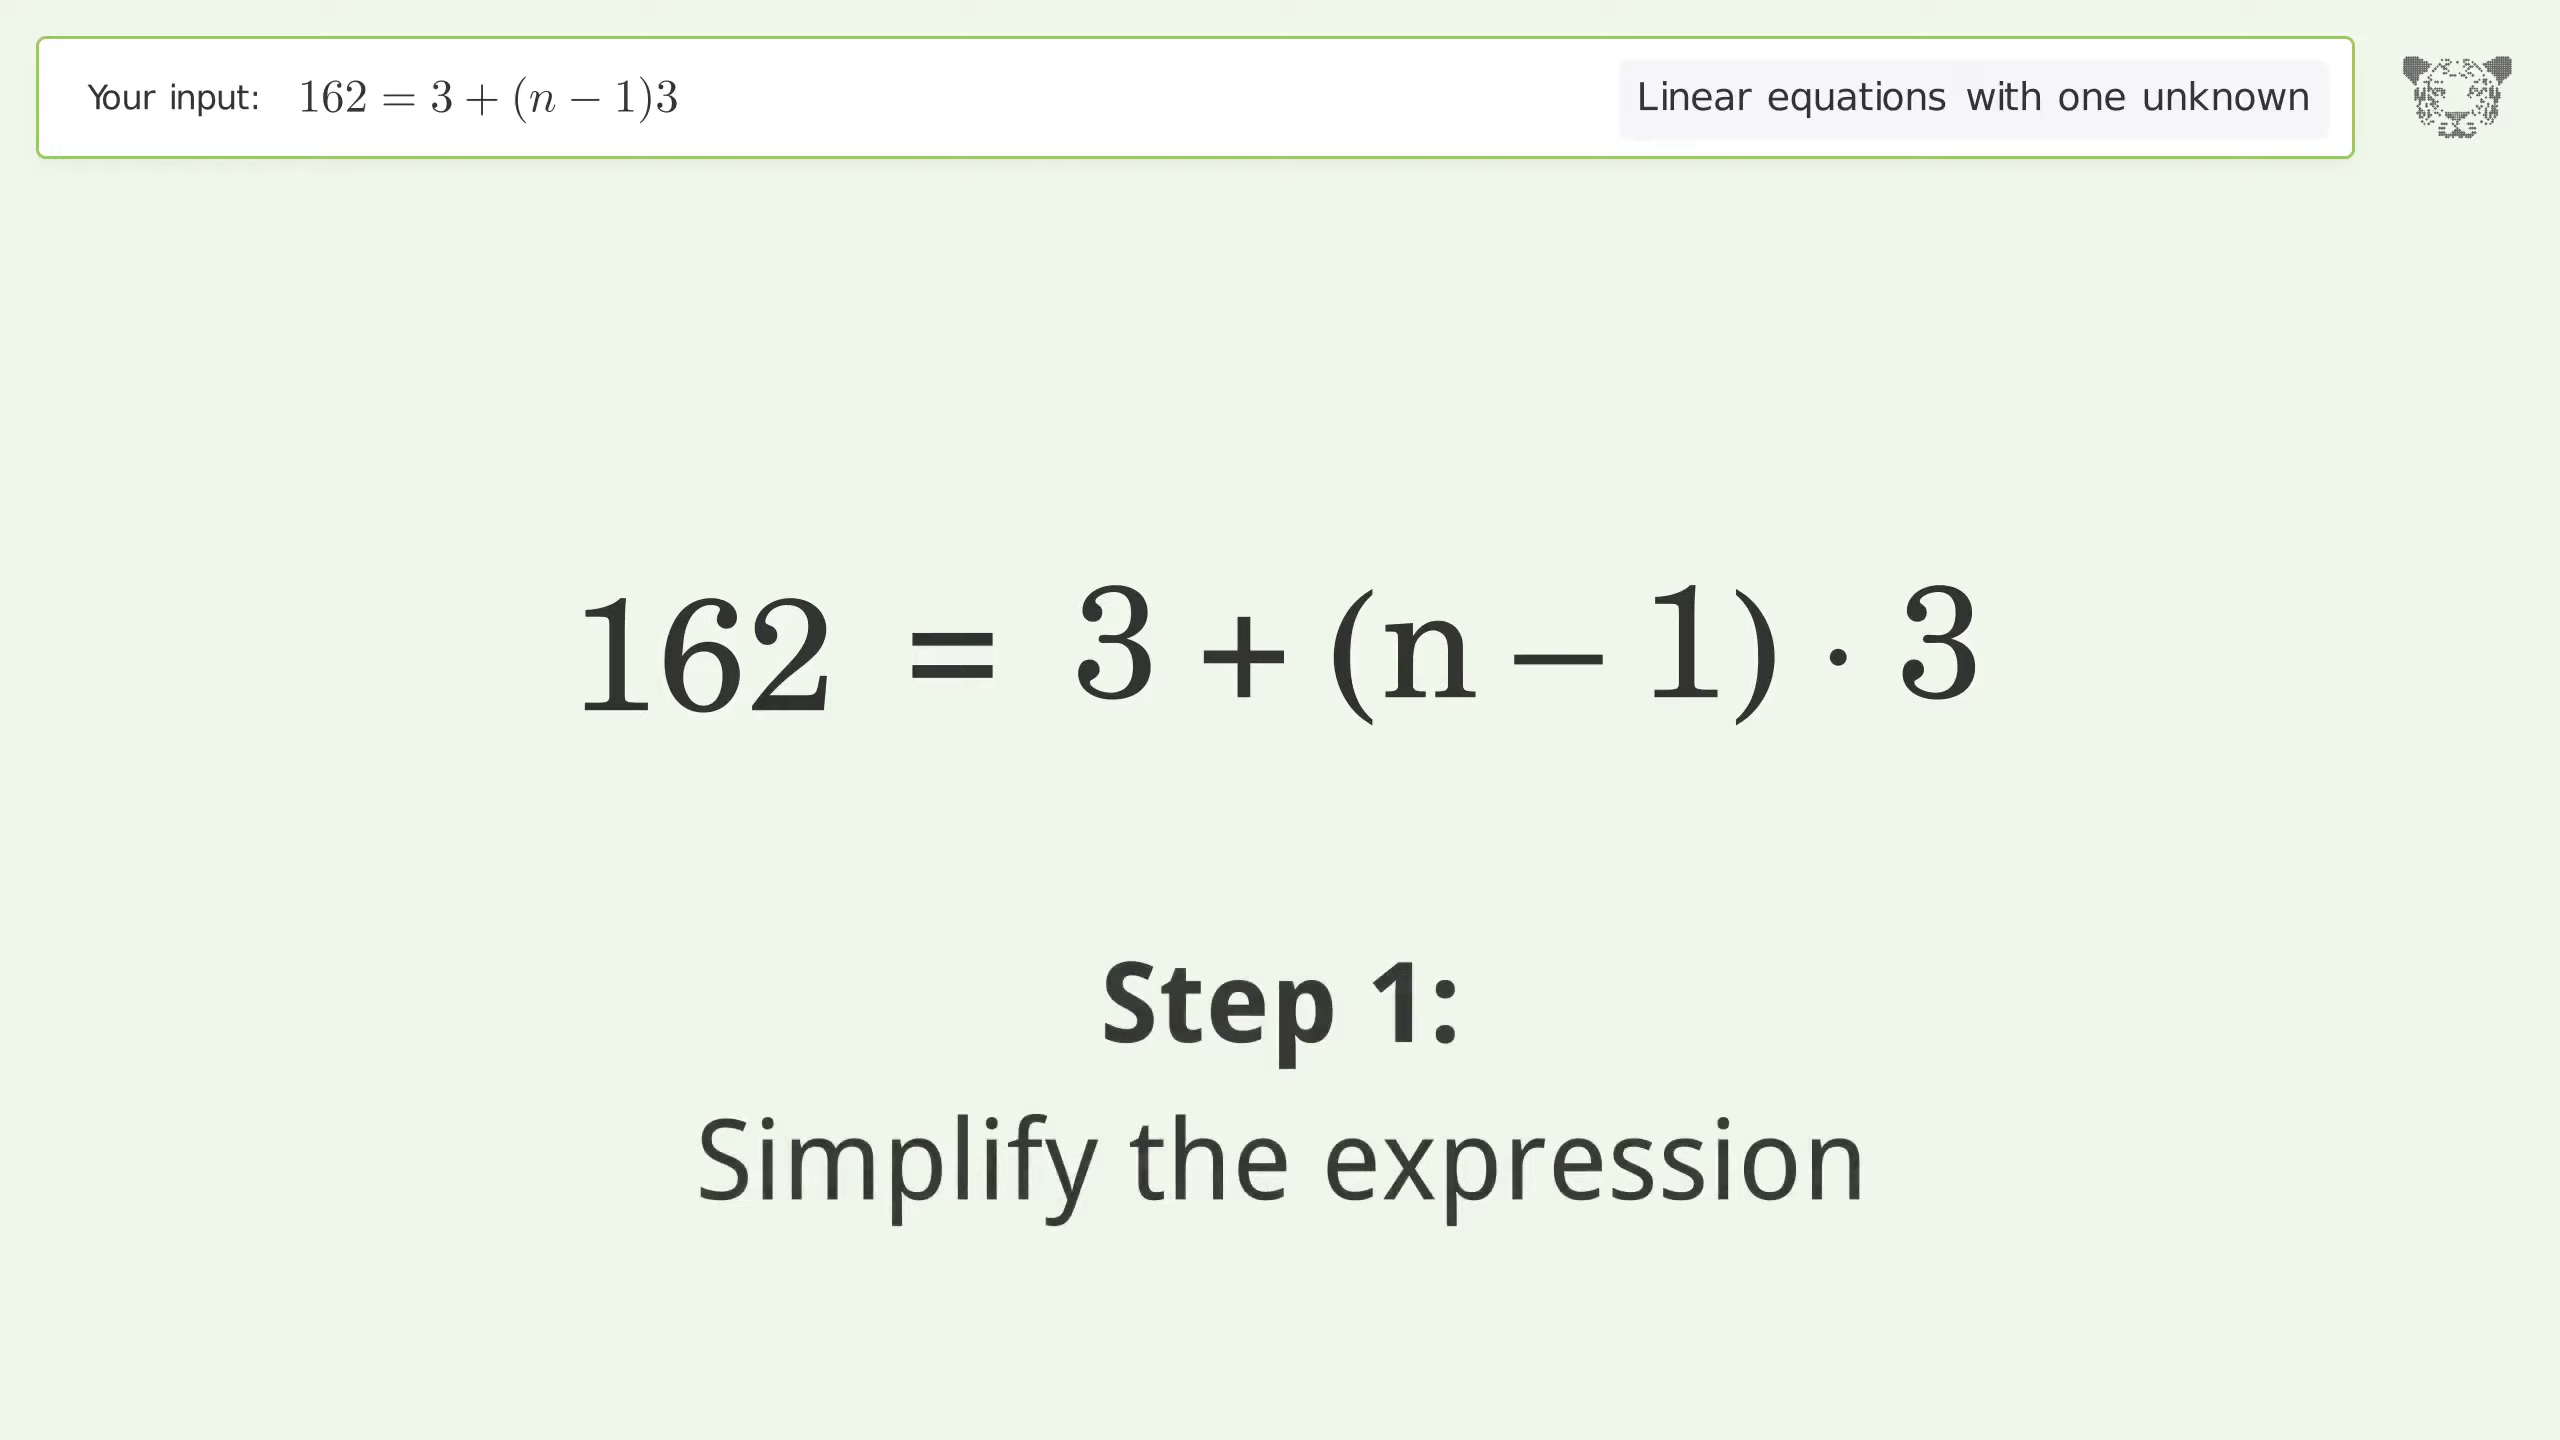 Your input: 162 = 3 + (n − 1)3
Linear equations with one unknown
162 = 3 + (n − 1) · 3
Step 1:
Simplify the expression